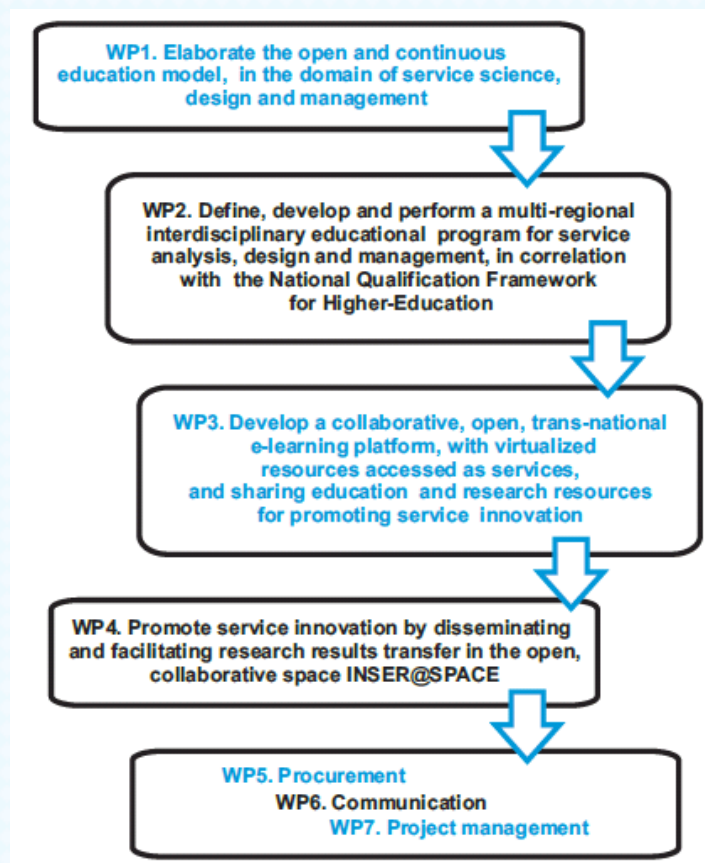 WP1. Elaborate the open and continuous
education model, in the domain of service science,
design and management
WP2. Define, develop and perform a multi-regional
interdisciplinary educational program for service
analysis, design and management, in correlation
with the National Qualification Framework
for Higher-Education
WP3. Develop a collaborative, open, trans-national
e-learning platform, with virtualized
resources accessed as services,
and sharing education and research resources
for promoting service innovation
WP4. Promote service innovation by disseminating
and facilitating research results transfer in the open,
collaborative space INSER@SPACE
WP5. Procurement
WP6. Communication
WP7. Project management